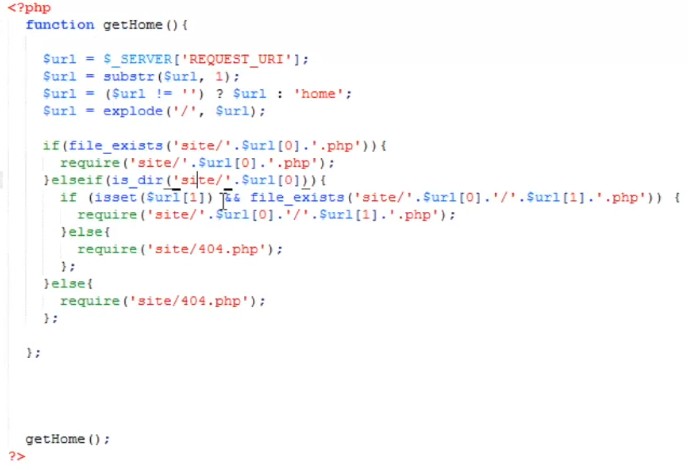 <?php
function getHome(){
$url = $_SERVER['REQUEST_URI'];
$url = substr($url, 1);
$url = ($url != '') ? $url : 'home';
$url = explode('/', $url);
if(file_exists('site/'.$url[0].'.php')){
require('site/'.$url[0].'.php');
}elseif(is_dir('site/'.$url[0])){
if (isset($url[1]) && file_exists('site/'.$url[0].'/'.$url[1].'.php')) {
require('site/'.$url[0].'/'.$url[1].'.php');
}else{
require('site/404.php');
};
}else{
require('site/404.php');
};
};
getHome();
?>